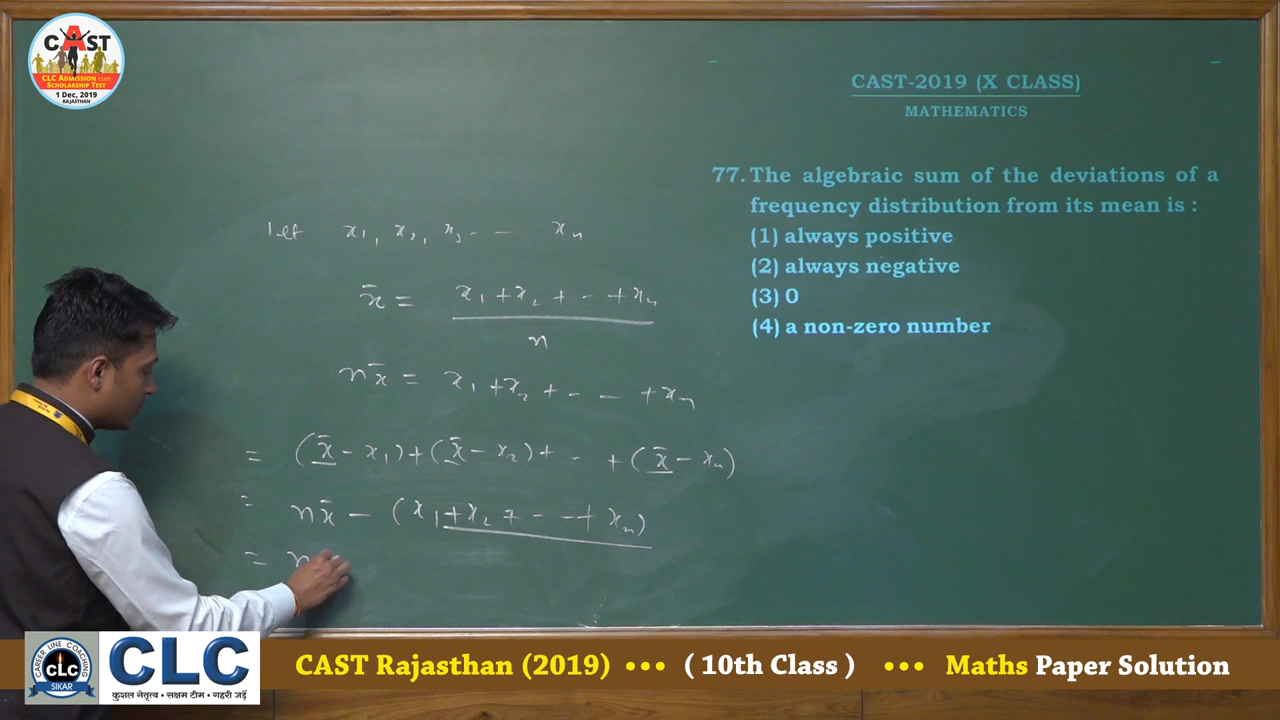 CAST
CLC ADMISSION cum
SCHOLARSHIP TEST
1 Dec, 2019
RAJASTHAN
CAST-2019 (X CLASS)
MATHEMATICS
77. The algebraic sum of the deviations of a
frequency distribution from its mean is :
(1) always positive
(2) always negative
(3) 0
(4) a non-zero number
let x₁, x₂, x₃ - - xₙ
x̄ = x₁ + x₂ + - - + xₙ
n
n x̄ = x₁ + x₂ + - - - + xₙ
= (x̄ - x₁) + (x̄ - x₂) + - - + (x̄ - xₙ)
= n x̄ - (x₁ + x₂ + - - - + xₙ)
= n
CAREER LINE COACHING
CLC
SIKAR
CLC
कुशल नेतृत्व • सक्षम टीम • गहरी जड़ें
CAST Rajasthan (2019) ••• ( 10th Class ) ••• Maths Paper Solution